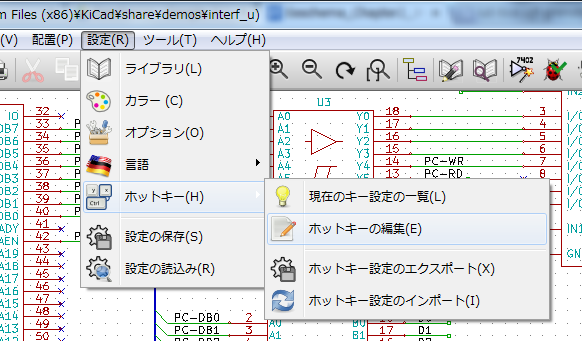 m Files (x86)¥KiCad¥share¥demos¥interf_u)
(V) 配置(P) 設定(R) ツール(T) ヘルプ(H)
ライブラリ(L)
カラー (C)
オプション(O)
言語
ホットキー(H)
設定の保存(S)
設定の読込み(R)
現在のキー設定の一覧(L)
ホットキーの編集(E)
ホットキー設定のエクスポート(X)
ホットキー設定のインポート(I)
7402
U3
IO 32
DB7 33
DB6 34
DB5 35
DB4 36
DB3 37
DB2 38
DB1 39
DB0 40
ADY 41
AEN 42
A19 43
A18 44
A17 45
A16 46
A15 47
A14 48
A13 49
A12 50
A0
A1
A2
A3
A4
Y0 18
Y1 17
Y2 16
Y3 15
Y4 14 PC-WR
PC-RD
3
4
5
6
7
8
IN2
I/
IN1
GN
PC-DB0 2
PC-DB1 3
PC-DB2 4
A0
B0
B1 17 D1
16 D2